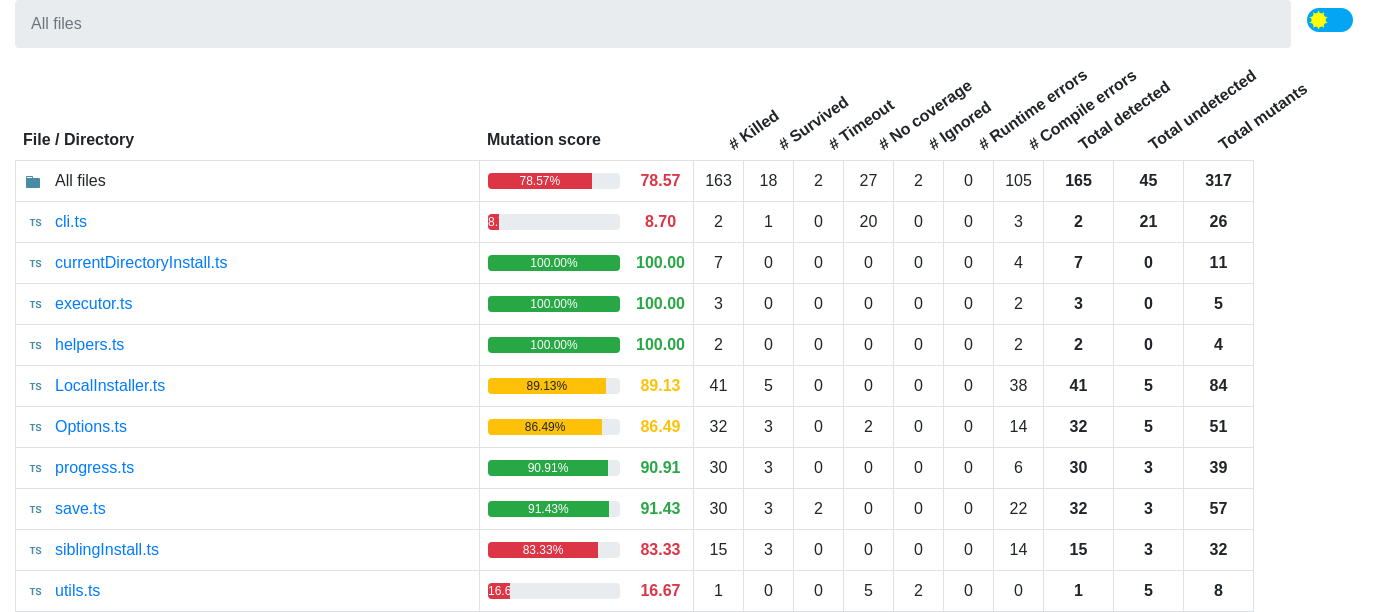 All files
File / Directory Mutation score # Killed # Survived # Timeout # No coverage # Ignored # Runtime errors # Compile errors Total detected Total undetected Total mutants
All files 78.57% 78.57 163 18 2 27 2 0 105 165 45 317
TS cli.ts 8. 8.70 2 1 0 20 0 0 3 2 21 26
TS currentDirectoryInstall.ts 100.00% 100.00 7 0 0 0 0 0 4 7 0 11
TS executor.ts 100.00% 100.00 3 0 0 0 0 0 2 3 0 5
TS helpers.ts 100.00% 100.00 2 0 0 0 0 0 2 2 0 4
TS LocalInstaller.ts 89.13% 89.13 41 5 0 0 0 0 38 41 5 84
TS Options.ts 86.49% 86.49 32 3 0 2 0 0 14 32 5 51
TS progress.ts 90.91% 90.91 30 3 0 0 0 0 6 30 3 39
TS save.ts 91.43% 91.43 30 3 2 0 0 0 22 32 3 57
TS siblingInstall.ts 83.33% 83.33 15 3 0 0 0 0 14 15 3 32
TS utils.ts 16.6 16.67 1 0 0 5 2 0 0 1 5 8